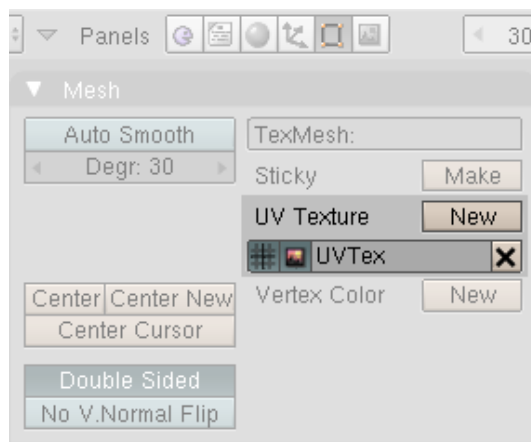 Panels
30
Mesh
Auto Smooth
Degr: 30
TexMesh:
Sticky
Make
UV Texture
New
UVTex
Center
Center New
Center Cursor
Vertex Color
New
Double Sided
No V.Normal Flip